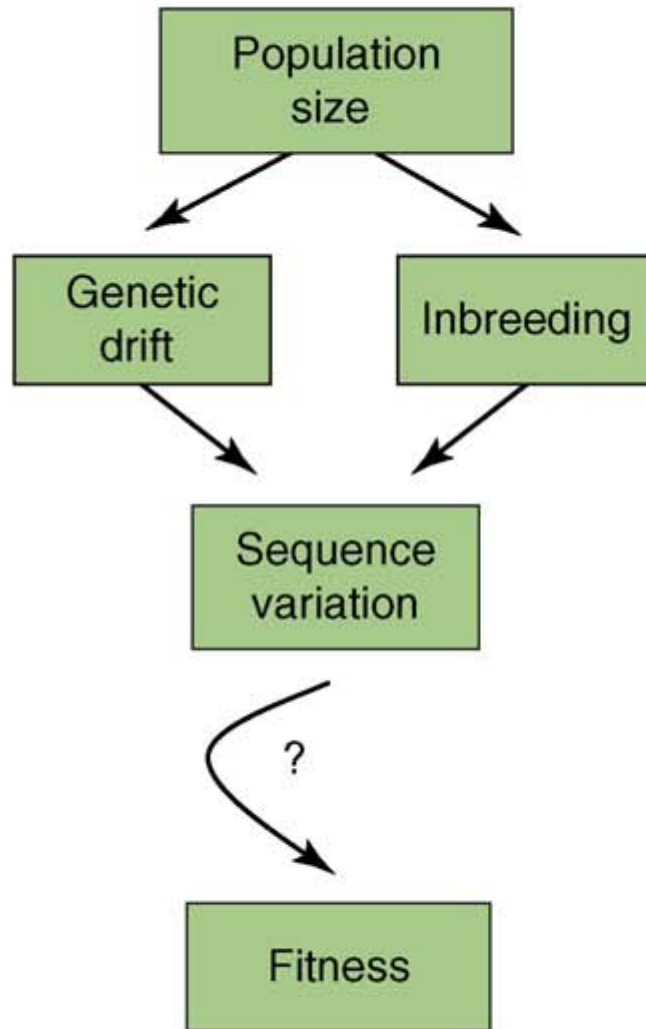 Population
size
Genetic
drift
Inbreeding
Sequence
variation
?
Fitness